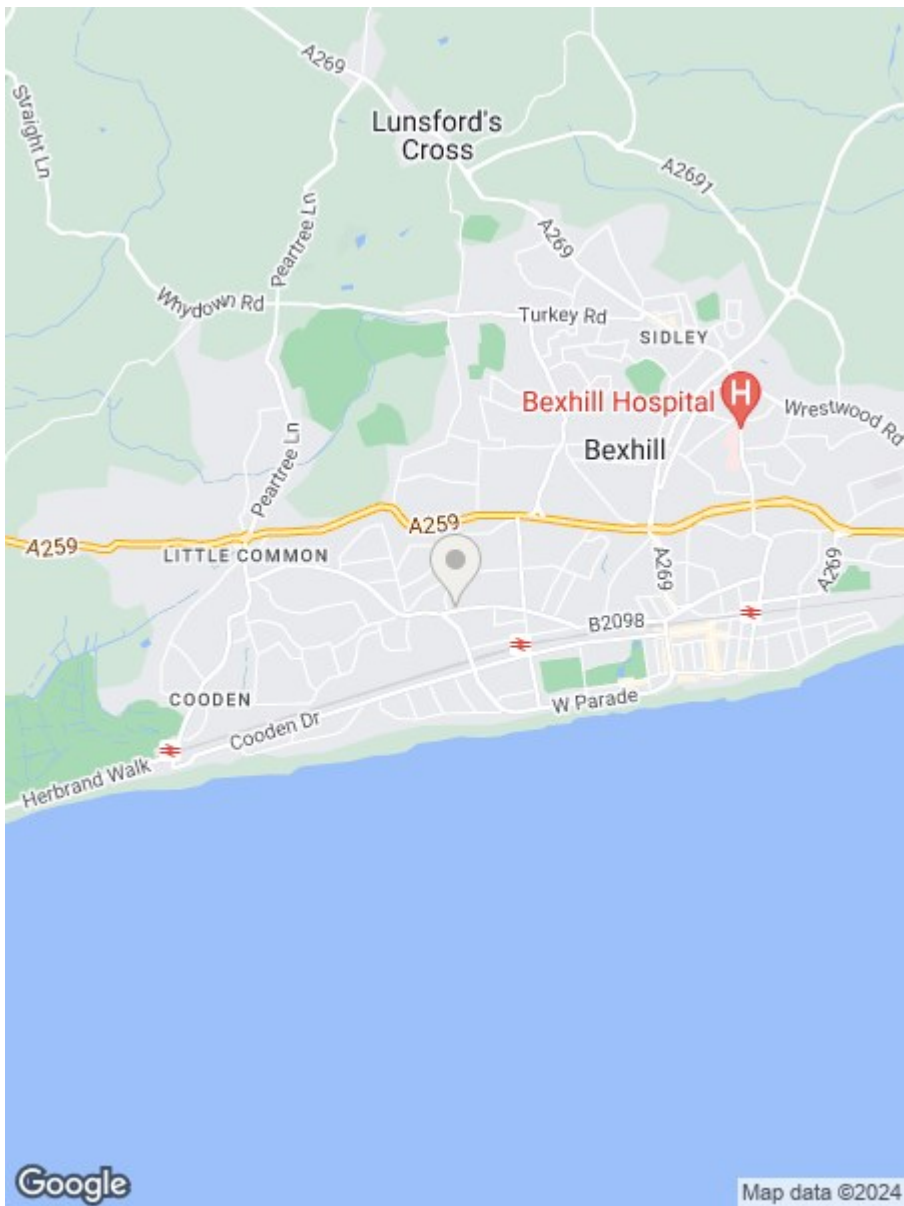 A269
Straight Ln
Lunsford's
Cross
A2691
Peartree Ln
A269
Whydown Rd
Turkey Rd
SIDLEY
Bexhill Hospital
H
Wrestwood Rd
Bexhill
Peartree Ln
A259
A259
LITTLE COMMON
A269
A269
B2098
COODEN
W Parade
Cooden Dr
Herbrand Walk
Google
Map data ©2024